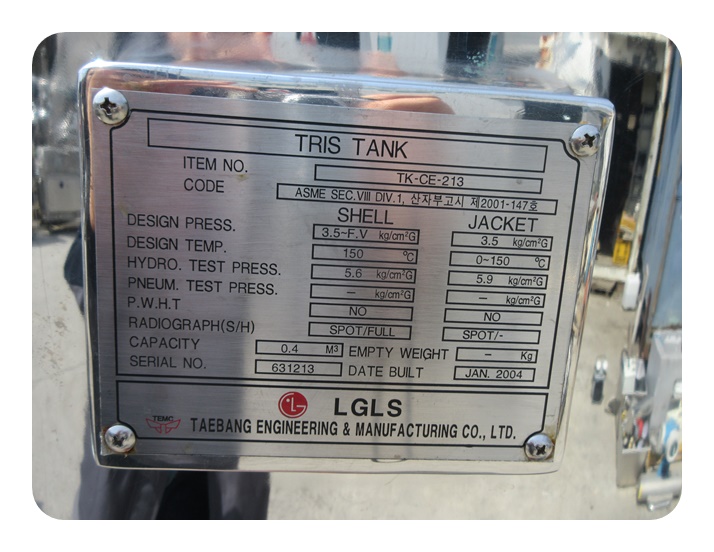 TRIS TANK
ITEM NO. TK-CE-213
CODE ASME SEC.VIII DIV.1, 산자부고시 제2001-147호
SHELL JACKET
DESIGN PRESS. 3.5~F.V kg/cm²G 3.5 kg/cm²G
DESIGN TEMP. 150 ℃ 0~150 ℃
HYDRO. TEST PRESS. 5.6 kg/cm²G 5.9 kg/cm²G
PNEUM. TEST PRESS. – kg/cm²G – kg/cm²G
P.W.H.T NO NO
RADIOGRAPH(S/H) SPOT/FULL SPOT/-
CAPACITY 0.4 M³ EMPTY WEIGHT – Kg
SERIAL NO. 631213 DATE BUILT JAN. 2004
LG LGLS
TEMC TAEBANG ENGINEERING & MANUFACTURING CO., LTD.